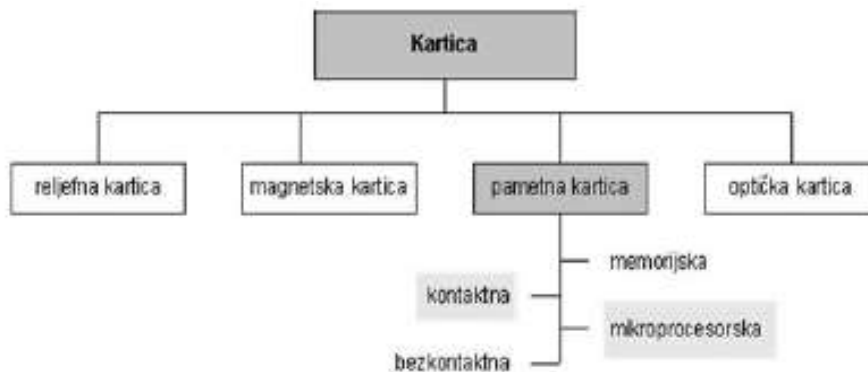 Kartica
reljefna kartica
magnetska kartica
pametna kartica
optička kartica
memorijska
kontaktna
mikroprocesorska
bezkontaktna